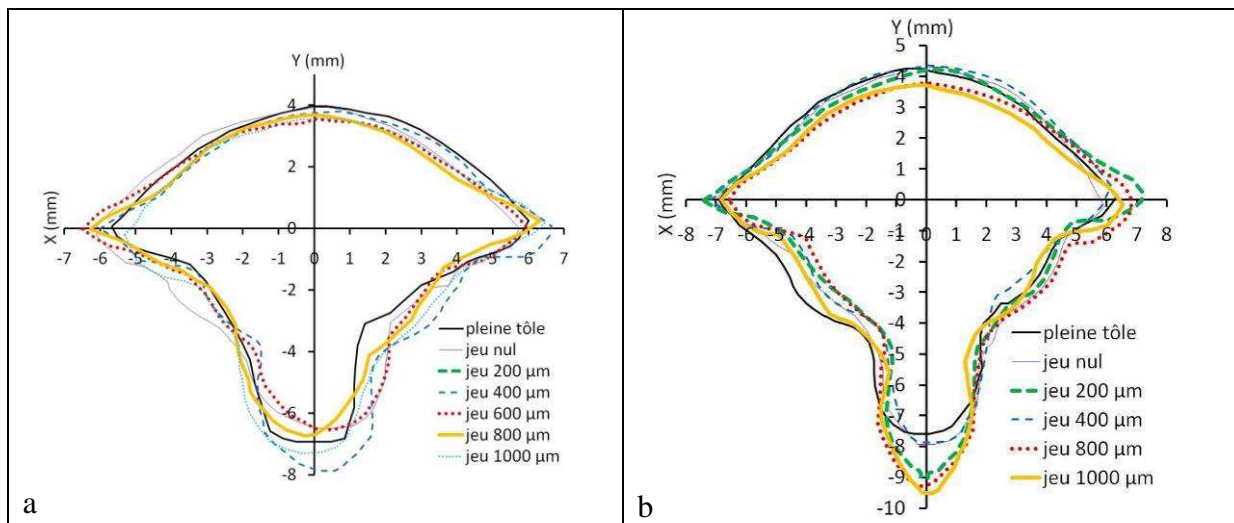 Y (mm)
4
2
0
X (mm)
-7 -6 -5 -4 -3 -2 -1 0 1 2 3 4 5 6 7
-2
-4
-6
-8
pleine tôle
jeu nul
jeu 200 µm
jeu 400 µm
jeu 600 µm
jeu 800 µm
jeu 1000 µm
a
Y (mm)
5
4
3
2
1
0
X (mm)
-8 -7 -6 -5 -4 -3 -2 -1 0 1 2 3 4 5 6 7 8
-1
-2
-3
-4
-5
-6
-7
-8
-9
-10
pleine tôle
jeu nul
jeu 200 µm
jeu 400 µm
jeu 800 µm
jeu 1000 µm
b